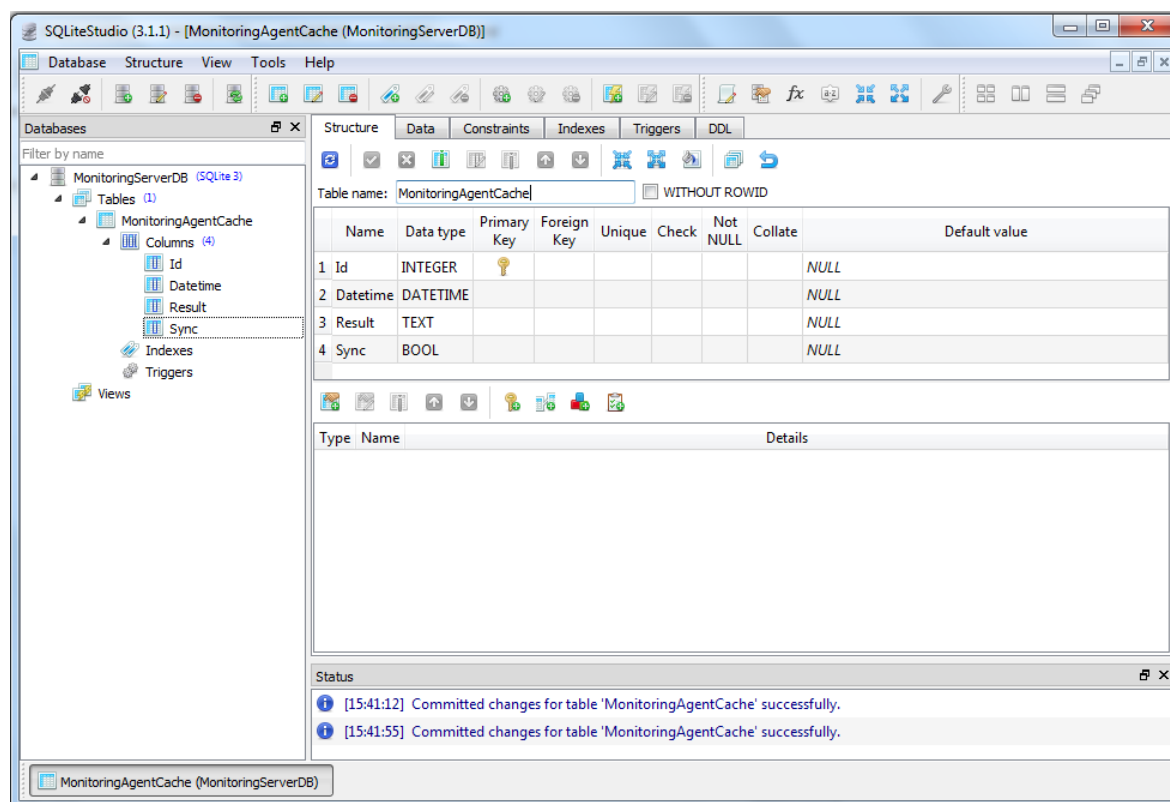 SQLiteStudio (3.1.1) - [MonitoringAgentCache (MonitoringServerDB)]
Database Structure View Tools Help
Databases
Filter by name
MonitoringServerDB (SQLite 3)
Tables (1)
MonitoringAgentCache
Columns (4)
Id
Datetime
Result
Sync
Indexes
Triggers
Views
Structure Data Constraints Indexes Triggers DDL
Table name: MonitoringAgentCache WITHOUT ROWID
Name Data type Primary Key Foreign Key Unique Check Not NULL Collate Default value
1 Id INTEGER NULL
2 Datetime DATETIME NULL
3 Result TEXT NULL
4 Sync BOOL NULL
Type Name Details
Status
[15:41:12] Committed changes for table 'MonitoringAgentCache' successfully.
[15:41:55] Committed changes for table 'MonitoringAgentCache' successfully.
MonitoringAgentCache (MonitoringServerDB)